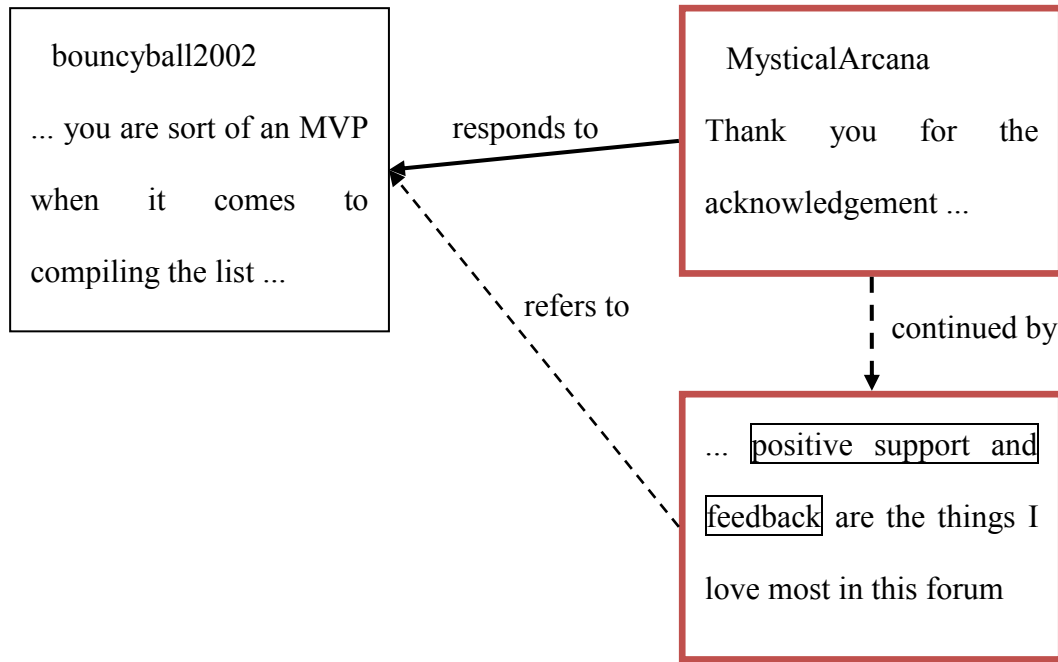 bouncyball2002
... you are sort of an MVP
when it comes to
compiling the list ...
responds to
MysticalArcana
Thank you for the
acknowledgement ...
refers to
continued by
... positive support and
feedback are the things I
love most in this forum